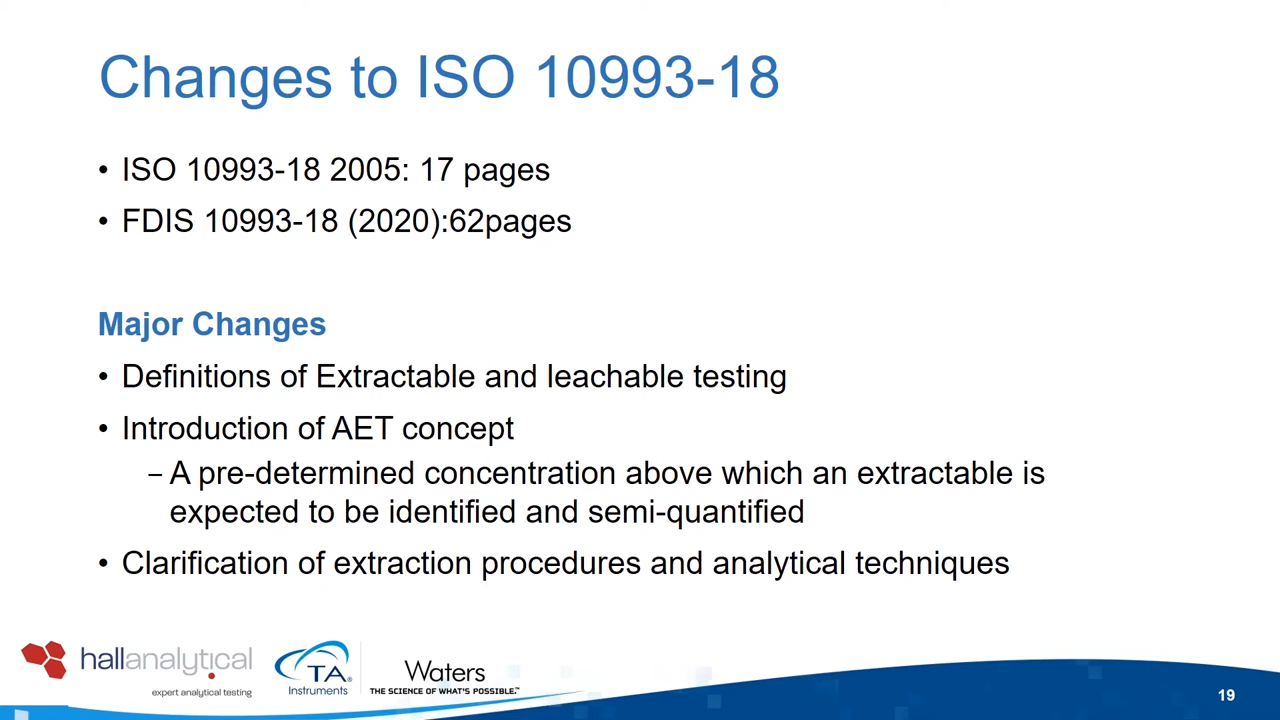 Changes to ISO 10993-18
• ISO 10993-18 2005: 17 pages
• FDIS 10993-18 (2020):62pages
Major Changes
• Definitions of Extractable and leachable testing
• Introduction of AET concept
– A pre-determined concentration above which an extractable is
expected to be identified and semi-quantified
• Clarification of extraction procedures and analytical techniques
hallanalytical
expert analytical testing
TA
Instruments
Waters
THE SCIENCE OF WHAT'S POSSIBLE.™
19